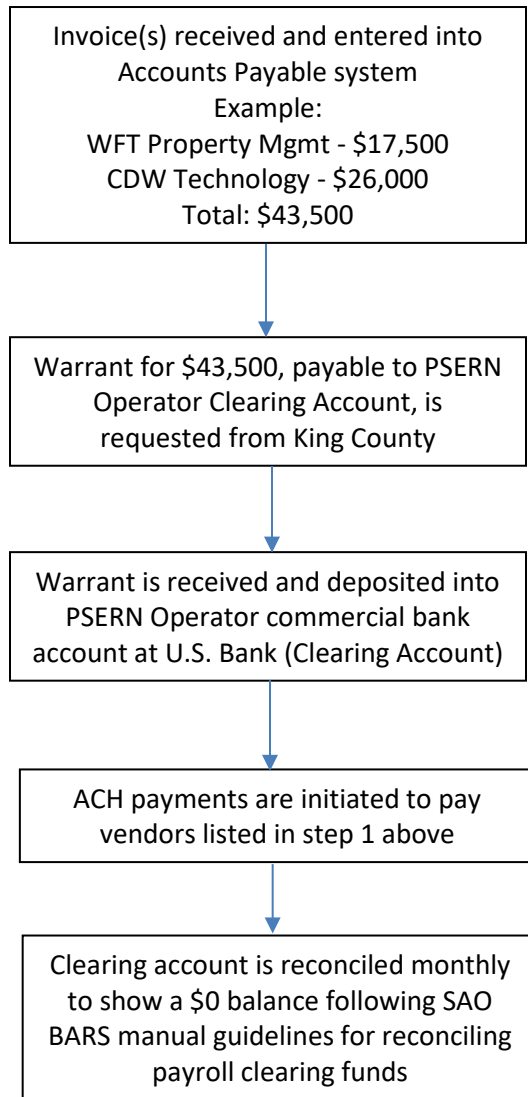 Invoice(s) received and entered into
Accounts Payable system
Example:
WFT Property Mgmt - $17,500
CDW Technology - $26,000
Total: $43,500
Warrant for $43,500, payable to PSERN
Operator Clearing Account, is
requested from King County
Warrant is received and deposited into
PSERN Operator commercial bank
account at U.S. Bank (Clearing Account)
ACH payments are initiated to pay
vendors listed in step 1 above
Clearing account is reconciled monthly
to show a $0 balance following SAO
BARS manual guidelines for reconciling
payroll clearing funds